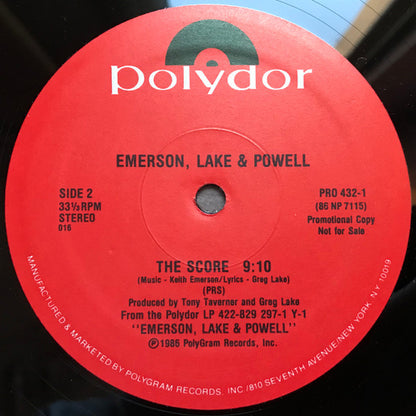 polydor
EMERSON, LAKE & POWELL
SIDE 2
33⅓ RPM
STEREO
016
PRO 432-1
(86 NP 7115)
Promotional Copy
Not for Sale
THE SCORE 9:10
(Music - Keith Emerson/Lyrics - Greg Lake)
(PRS)
Produced by Tony Taverner and Greg Lake
From the Polydor LP 422-829 297-1 Y-1
"EMERSON, LAKE & POWELL"
℗ 1985 PolyGram Records, Inc.
MANUFACTURED & MARKETED BY POLYGRAM RECORDS, INC./810 SEVENTH AVENUE/NEW YORK, N.Y. 10019